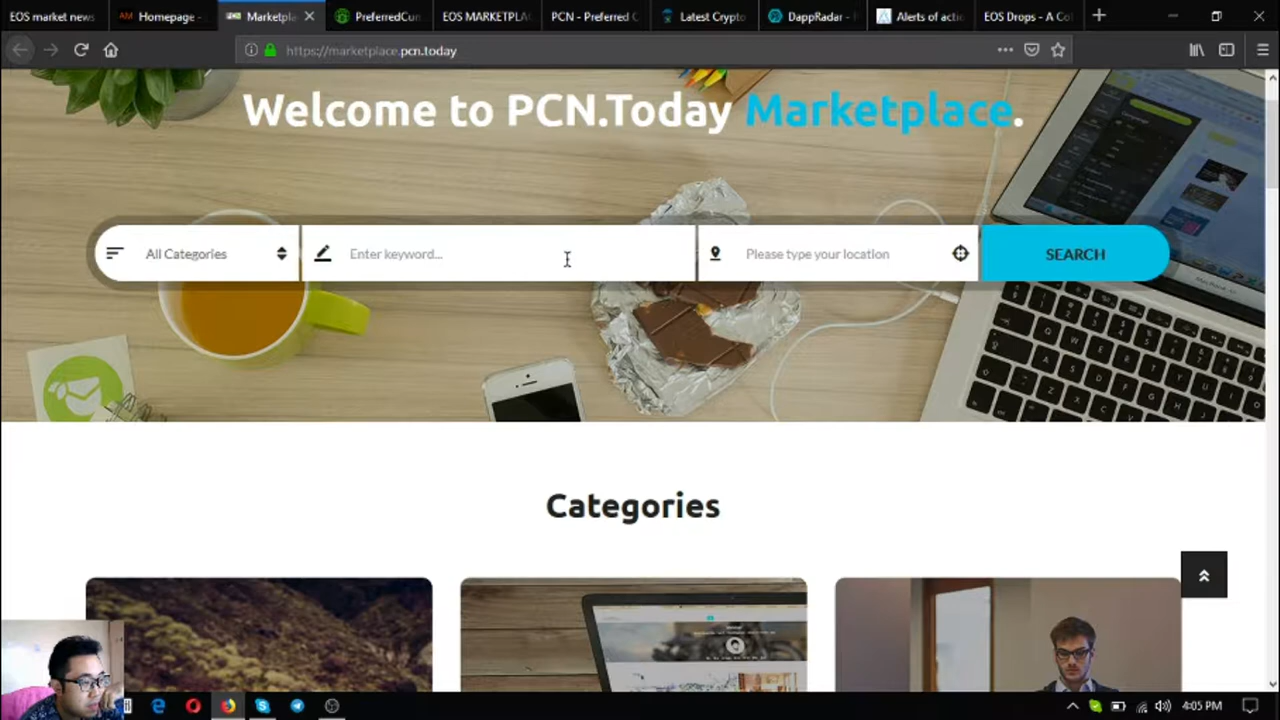 EOS market news
AM Homepage -
Marketpla
PreferredCur
EOS MARKETPLA
PCN - Preferred C
Latest Crypto
DappRadar -
Alerts of acti
EOS Drops - A Co
https://marketplace.pcn.today
Welcome to PCN.Today Marketplace.
All Categories
Enter keyword...
Please type your location
SEARCH
Categories
4:05 PM